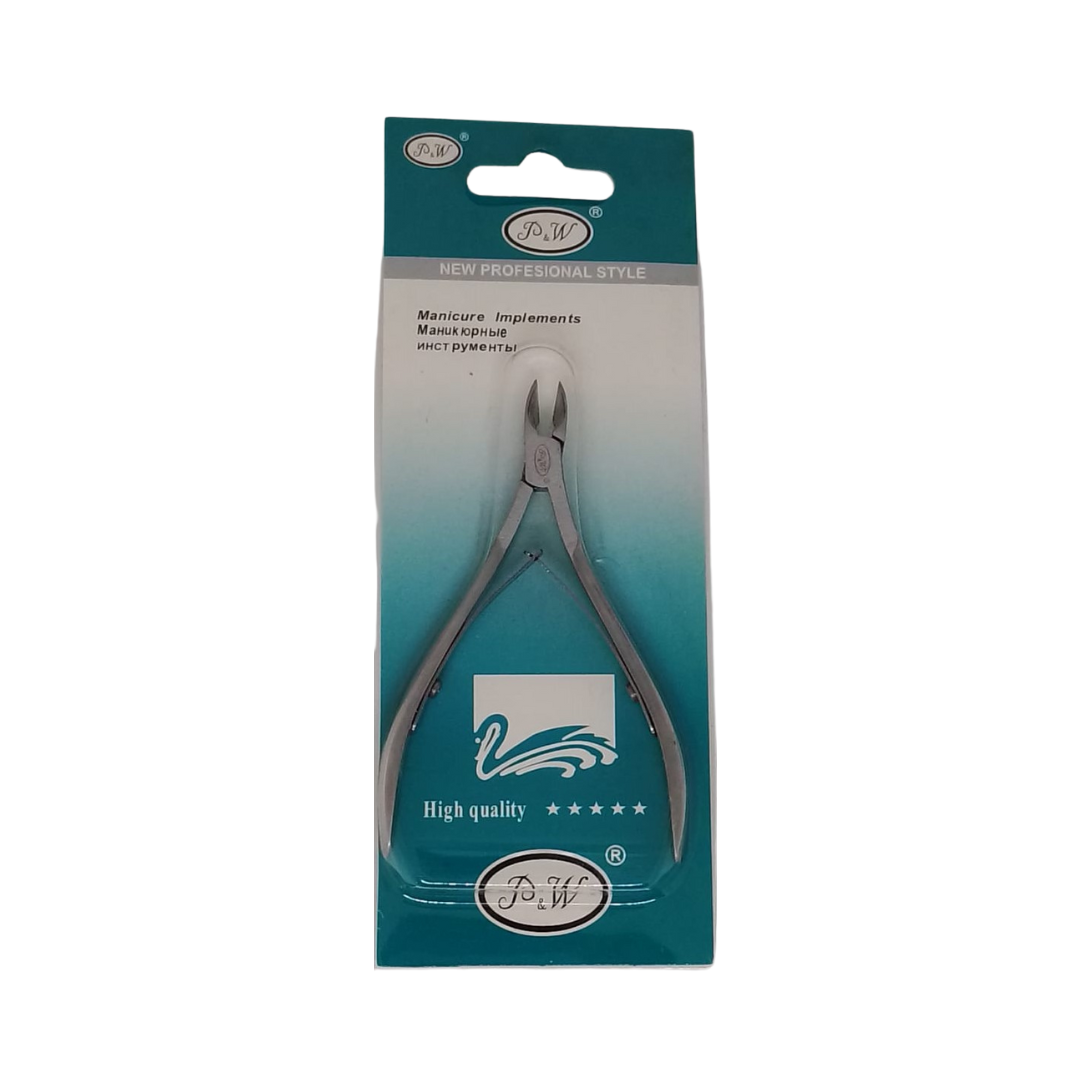 P&W ®
P&W ®
NEW PROFESIONAL STYLE
Manicure Implements
Маникюрные
инструменты
High quality ★★★★★
P&W ®